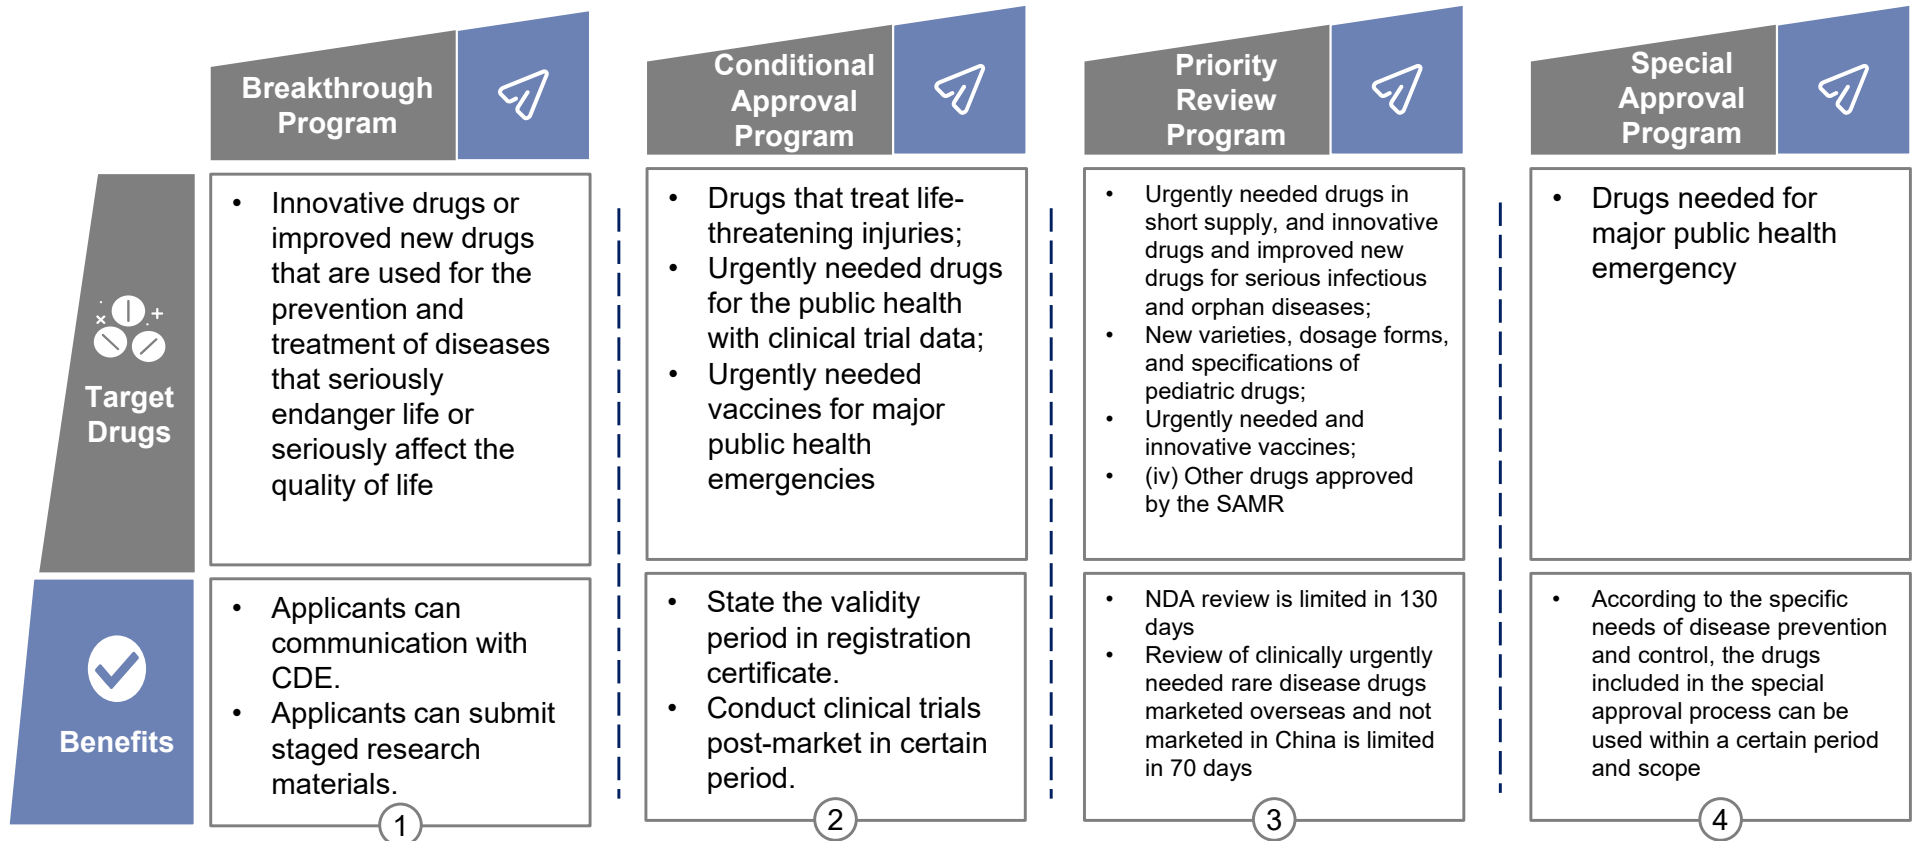 Breakthrough
Program
Conditional
Approval
Program
Priority
Review
Program
Special
Approval
Program
Target
Drugs
• Innovative drugs or
improved new drugs
that are used for the
prevention and
treatment of diseases
that seriously
endanger life or
seriously affect the
quality of life
• Drugs that treat life-
threatening injuries;
• Urgently needed drugs
for the public health
with clinical trial data;
• Urgently needed
vaccines for major
public health
emergencies
• Urgently needed drugs in
short supply, and innovative
drugs and improved new
drugs for serious infectious
and orphan diseases;
• New varieties, dosage forms,
and specifications of
pediatric drugs;
• Urgently needed and
innovative vaccines;
• (iv) Other drugs approved
by the SAMR
• Drugs needed for
major public health
emergency
Benefits
• Applicants can
communication with
CDE.
• Applicants can submit
staged research
materials.
1
• State the validity
period in registration
certificate.
• Conduct clinical trials
post-market in certain
period.
2
• NDA review is limited in 130
days
• Review of clinically urgently
needed rare disease drugs
marketed overseas and not
marketed in China is limited
in 70 days
3
• According to the specific
needs of disease prevention
and control, the drugs
included in the special
approval process can be
used within a certain period
and scope
4